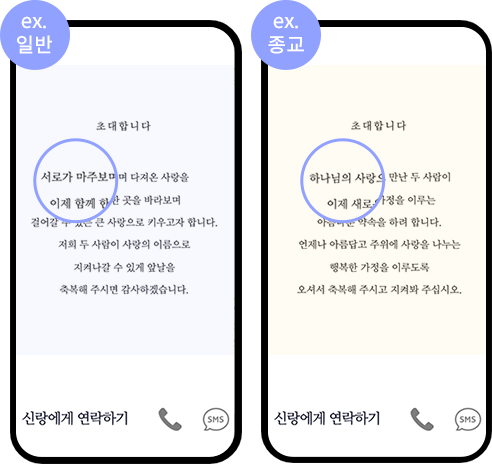 ex.
일반
초대합니다
서로가 마주보며 다져온 사랑을
이제 함께 한 곳을 바라보며
걸어갈 수 있는 큰 사랑으로 키우고자 합니다.
저희 두 사람이 사랑의 이름으로
지켜나갈 수 있게 앞날을
축복해 주시면 감사하겠습니다.
신랑에게 연락하기
SMS
ex.
종교
초대합니다
하나님의 사랑으 만난 두 사람이
이제 새로 가정을 이루는
약속을 하려 합니다.
언제나 아름답고 주위에 사랑을 나누는
행복한 가정을 이루도록
오셔서 축복해 주시고 지켜봐 주십시오.
신랑에게 연락하기
SMS